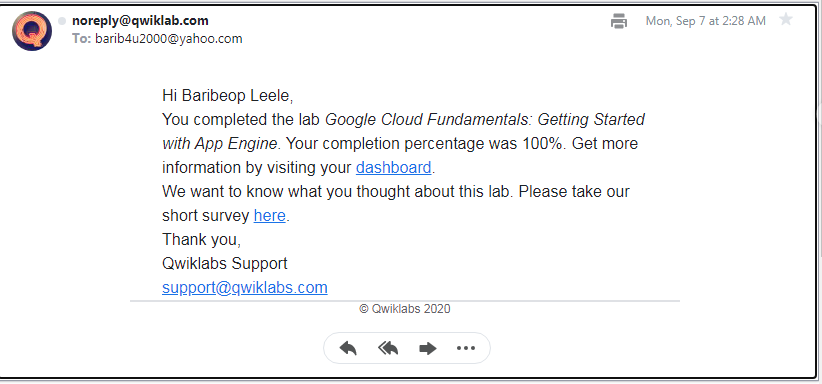 noreply@qwiklab.com
Mon, Sep 7 at 2:28 AM
To: barib4u2000@yahoo.com
Hi Baribeop Leele,
You completed the lab Google Cloud Fundamentals: Getting Started
with App Engine. Your completion percentage was 100%. Get more
information by visiting your dashboard.
We want to know what you thought about this lab. Please take our
short survey here.
Thank you,
Qwiklabs Support
support@qwiklabs.com
© Qwiklabs 2020